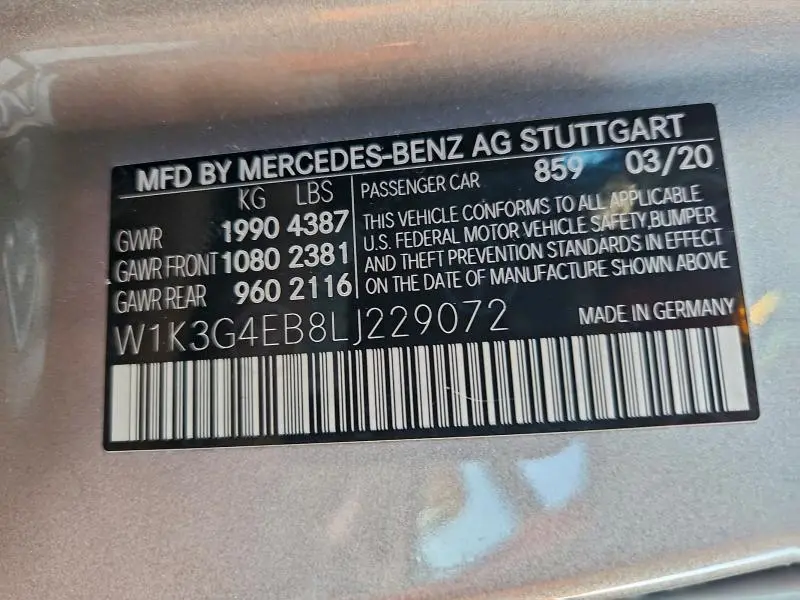 MFD BY MERCEDES-BENZ AG STUTTGART
KG LBS
GVWR 1990 4387
GAWR FRONT 1080 2381
GAWR REAR 960 2116
PASSENGER CAR 859 03/20
THIS VEHICLE CONFORMS TO ALL APPLICABLE
U.S. FEDERAL MOTOR VEHICLE SAFETY,BUMPER
AND THEFT PREVENTION STANDARDS IN EFFECT
ON THE DATE OF MANUFACTURE SHOWN ABOVE
W1K3G4EB8LJ229072
MADE IN GERMANY